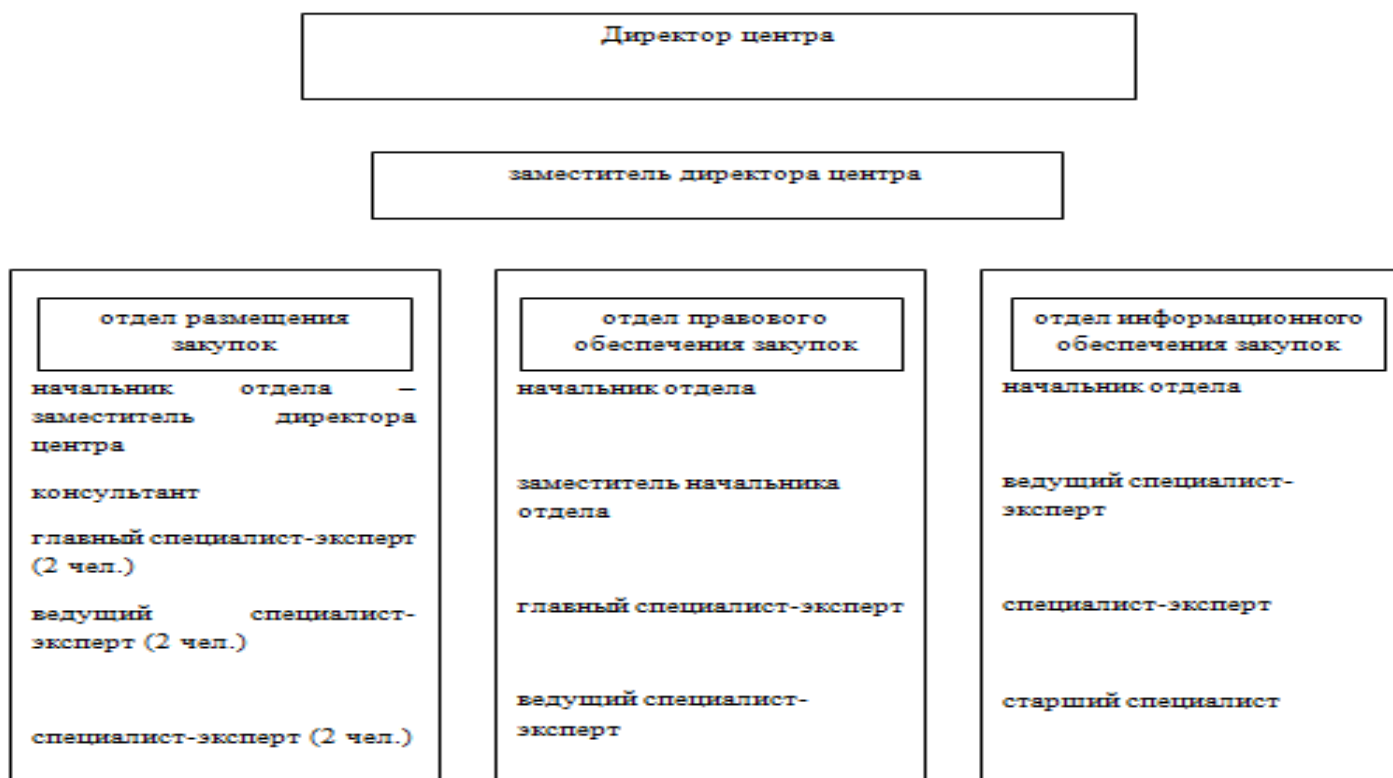 Директор центра
заместитель директора центра
отдел размещения
закупок
начальник отдела –
заместитель директора
центра
консультант
главный специалист-эксперт
(2 чел.)
ведущий специалист-
эксперт (2 чел.)
специалист-эксперт (2 чел.)
отдел правового
обеспечения закупок
начальник отдела
заместитель начальника
отдела
главный специалист-эксперт
ведущий специалист-
эксперт
отдел информационного
обеспечения закупок
начальник отдела
ведущий специалист-
эксперт
специалист-эксперт
старший специалист